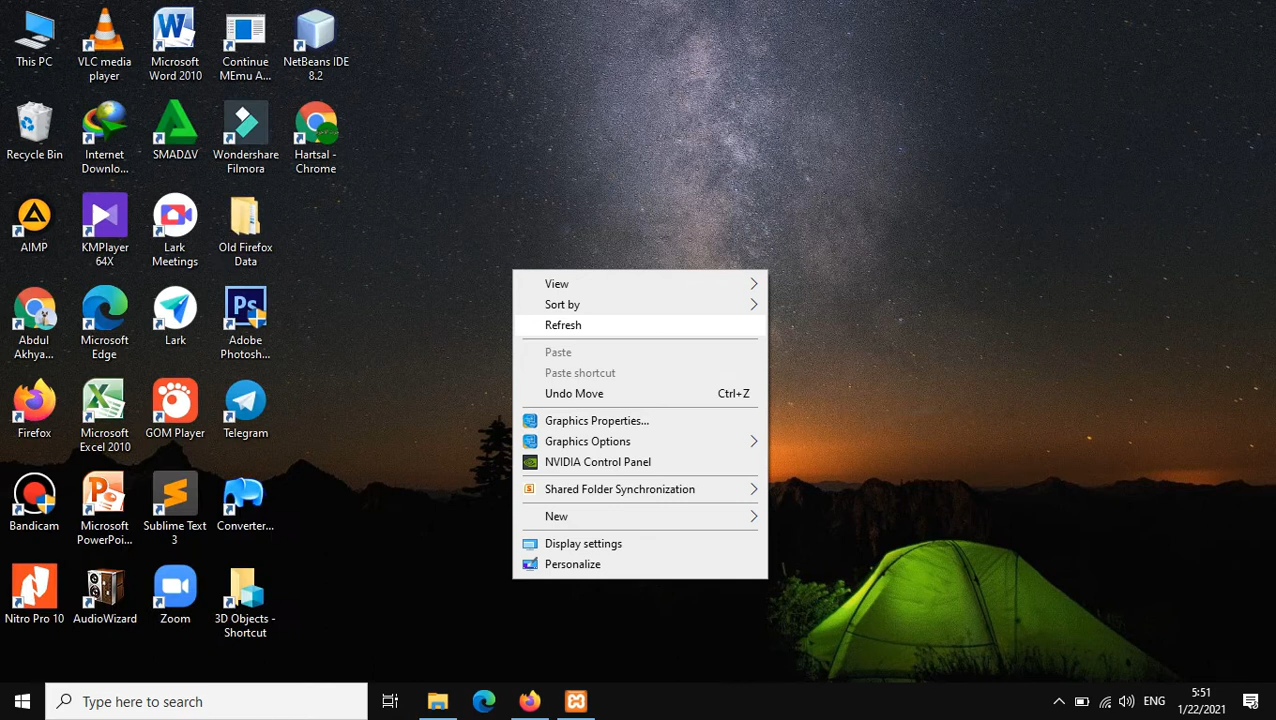 This PC
VLC media
player
Microsoft
Word 2010
Continue
MEmu A...
NetBeans IDE
8.2
Recycle Bin
Internet
Downlo...
SMADΔV
Wondershare
Filmora
Hartsal -
Chrome
AIMP
KMPlayer
64X
Lark
Meetings
Old Firefox
Data
Abdul
Akhya...
Microsoft
Edge
Lark
Adobe
Photosh...
Firefox
Microsoft
Excel 2010
GOM Player
Telegram
Bandicam
Microsoft
PowerPoi...
Sublime Text
3
Converter...
Nitro Pro 10
AudioWizard
Zoom
3D Objects -
Shortcut
View
Sort by
Refresh
Paste
Paste shortcut
Undo Move Ctrl+Z
Graphics Properties...
Graphics Options
NVIDIA Control Panel
Shared Folder Synchronization
New
Display settings
Personalize
Type here to search
ENG
5:51
1/22/2021